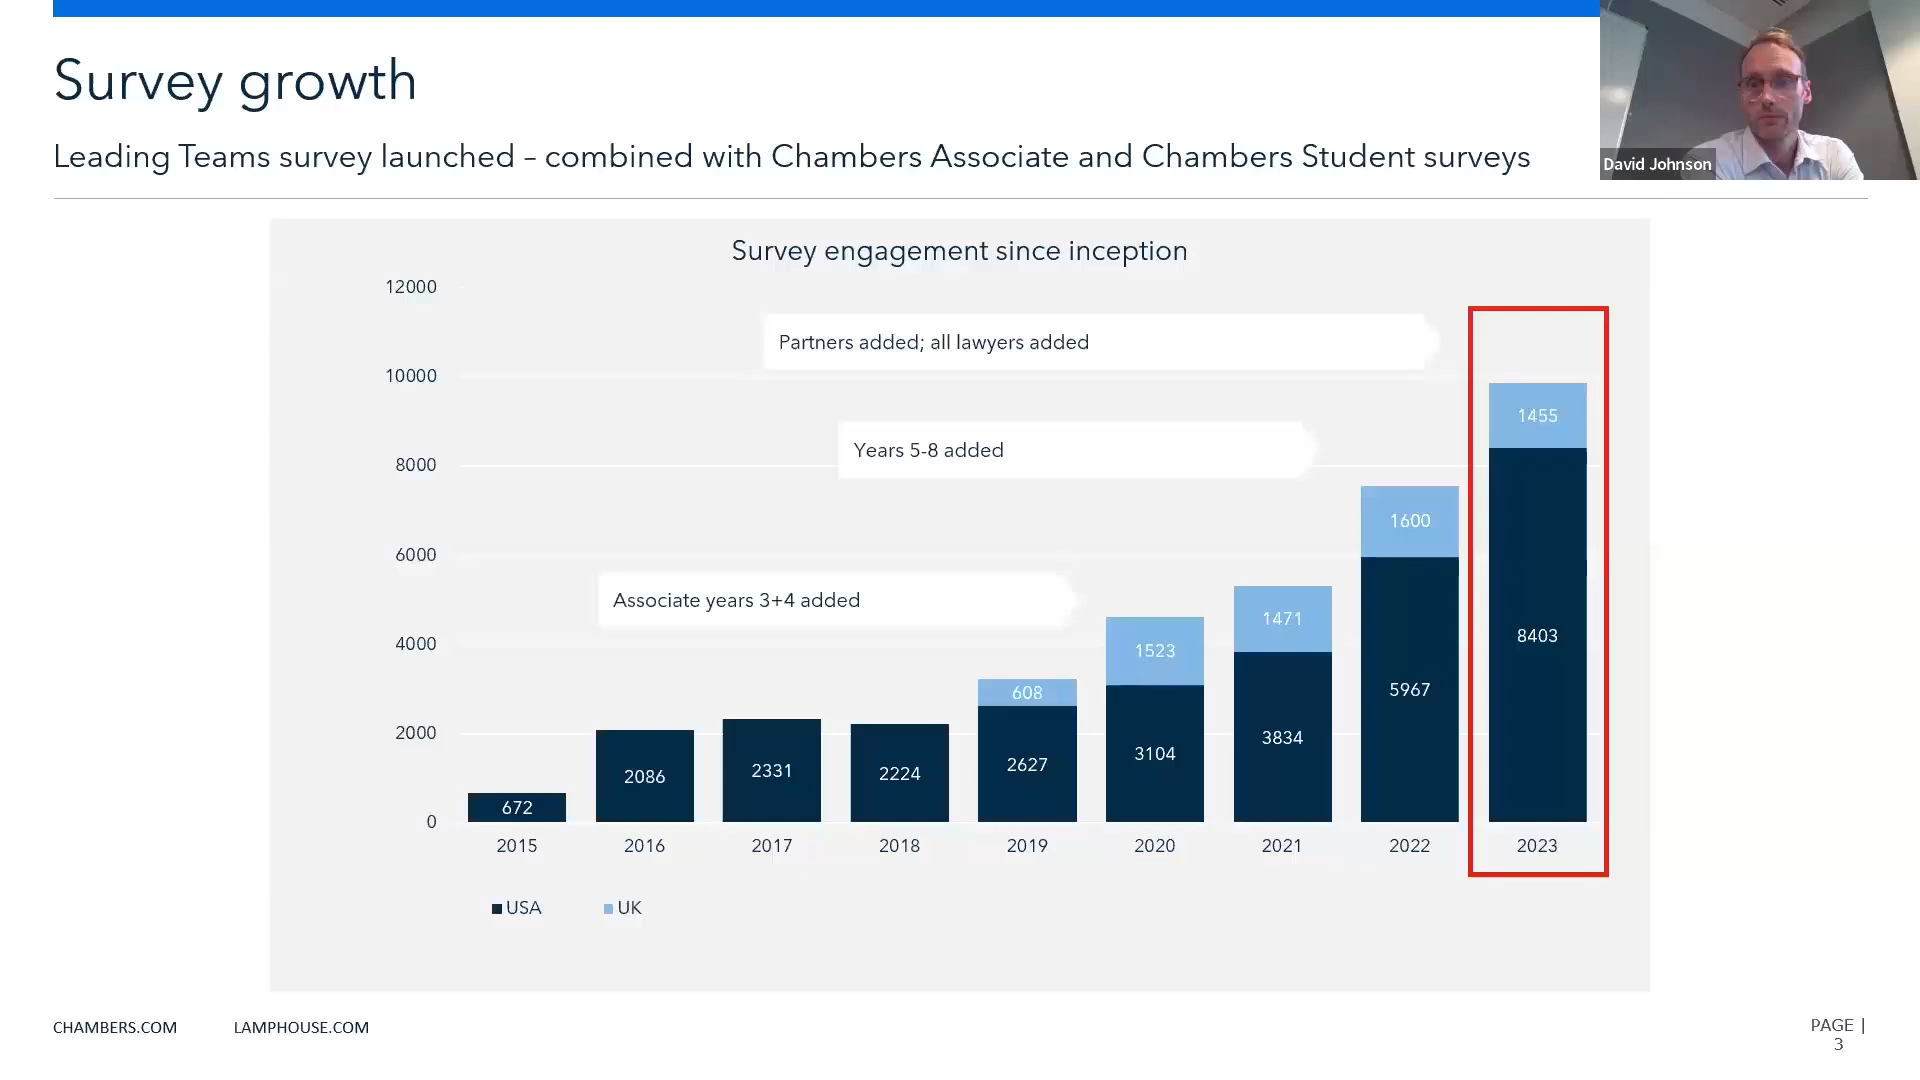 Survey growth
Leading Teams survey launched – combined with Chambers Associate and Chambers Student surveys
David Johnson
Survey engagement since inception
12000
Partners added; all lawyers added
10000
1455
Years 5-8 added
8000
1600
6000
Associate years 3+4 added
1471
8403
4000
1523
5967
608
3834
2000
3104
2627
2331
2224
2086
672
0
2015 2016 2017 2018 2019 2020 2021 2022 2023
USA UK
CHAMBERS.COM LAMPHOUSE.COM
PAGE |
3